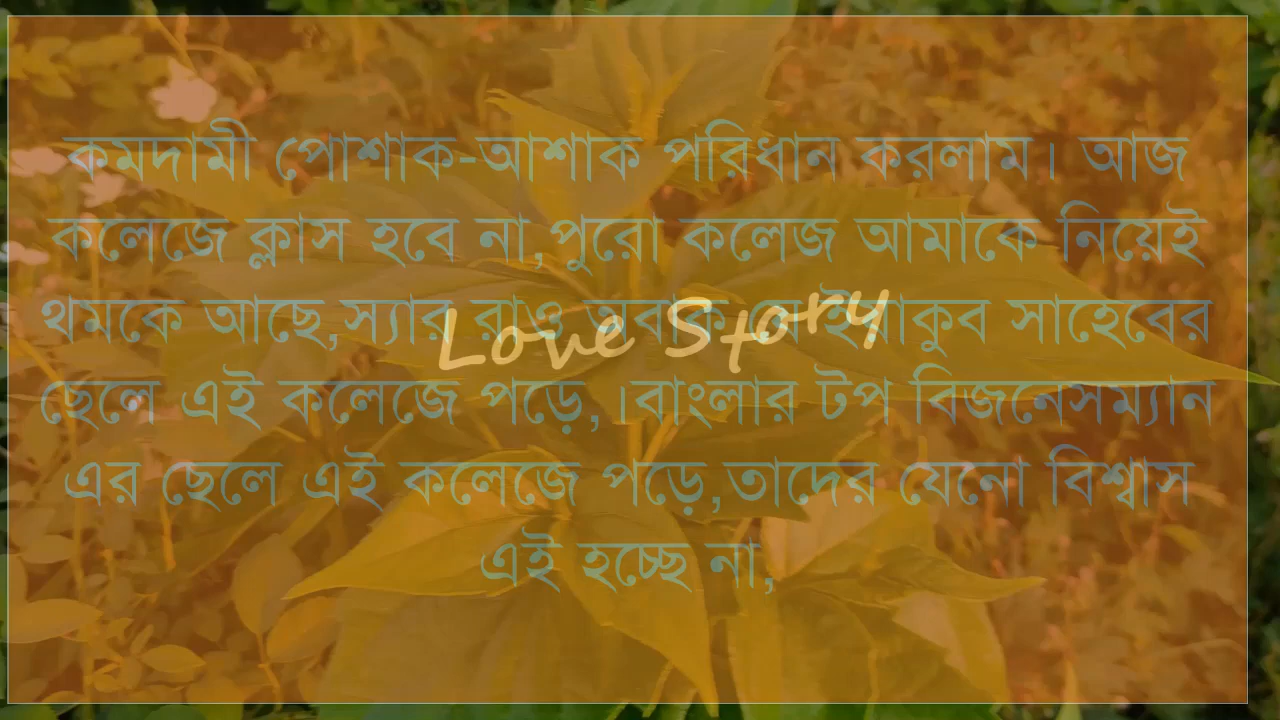 কমদামী পোশাক-আশাক পরিধান করলাম। আজ
কলেজে ক্লাস হবে না,পুরো কলেজ আমাকে নিয়েই
থমকে আছে,স্যার রাও সাহেবের
Love Story
ছেলে এই কলেজে পড়ে,।বাংলার টপ বিজনেসম্যান
এর ছেলে এই কলেজে পড়ে,তাদের যেনো বিশ্বাস
এই হচ্ছে না,